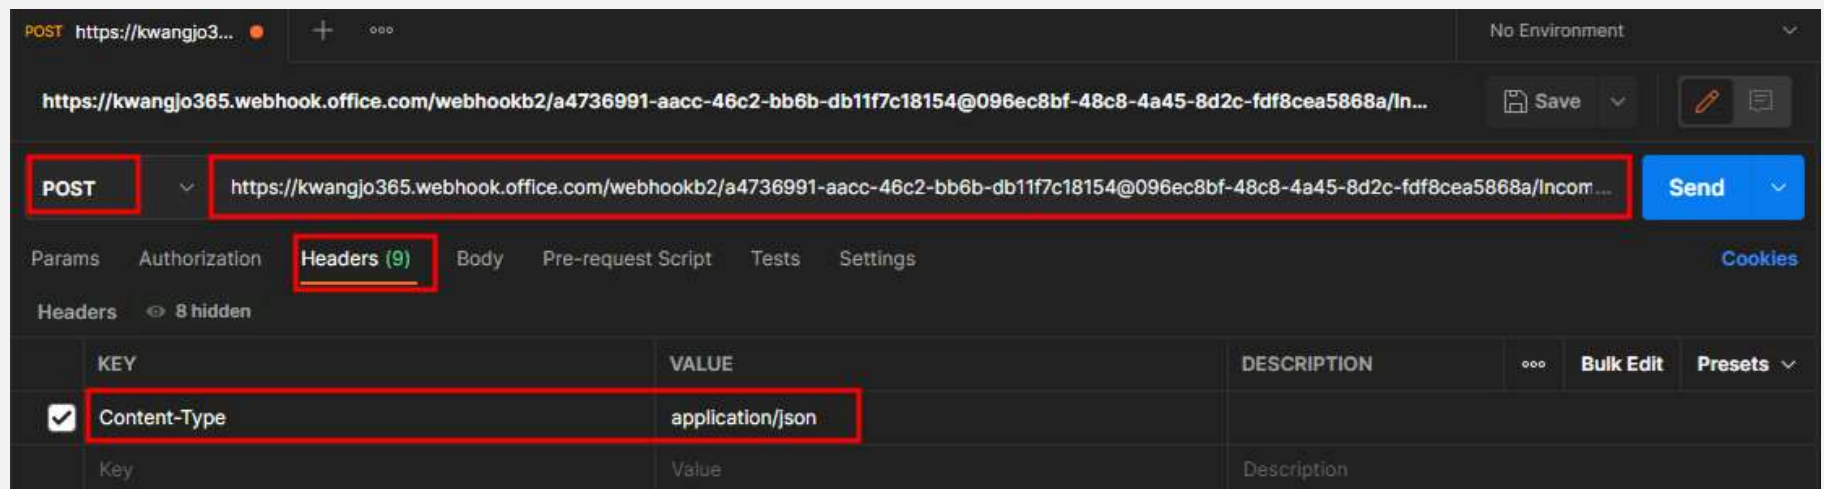 POST https://kwangjo3... No Environment
https://kwangjo365.webhook.office.com/webhookb2/a4736991-aacc-46c2-bb6b-db11f7c18154@096ec8bf-48c8-4a45-8d2c-fdf8cea5868a/In... Save
POST https://kwangjo365.webhook.office.com/webhookb2/a4736991-aacc-46c2-bb6b-db11f7c18154@096ec8bf-48c8-4a45-8d2c-fdf8cea5868a/Incom... Send
Params Authorization Headers (9) Body Pre-request Script Tests Settings Cookies
Headers 8 hidden
KEY VALUE DESCRIPTION Bulk Edit Presets
Content-Type application/json
Key Value Description